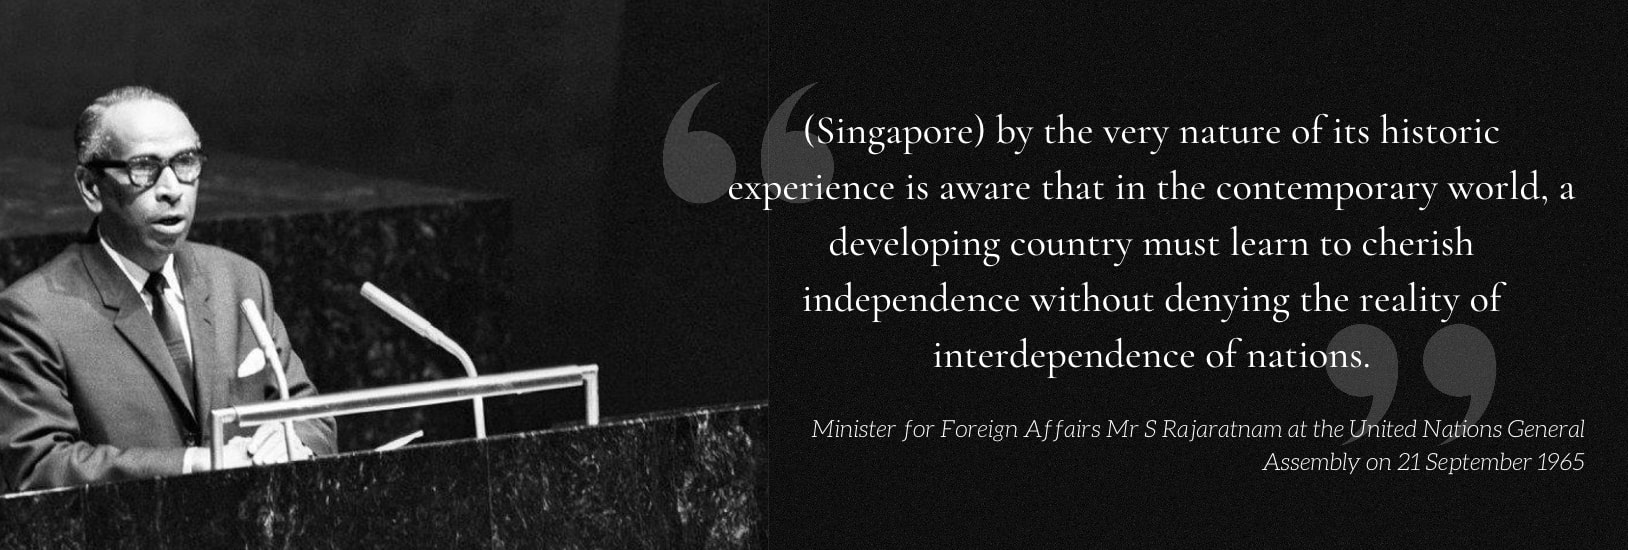 (Singapore) by the very nature of its historic
experience is aware that in the contemporary world, a
developing country must learn to cherish
independence without denying the reality of
interdependence of nations.
Minister for Foreign Affairs Mr S Rajaratnam at the United Nations General
Assembly on 21 September 1965